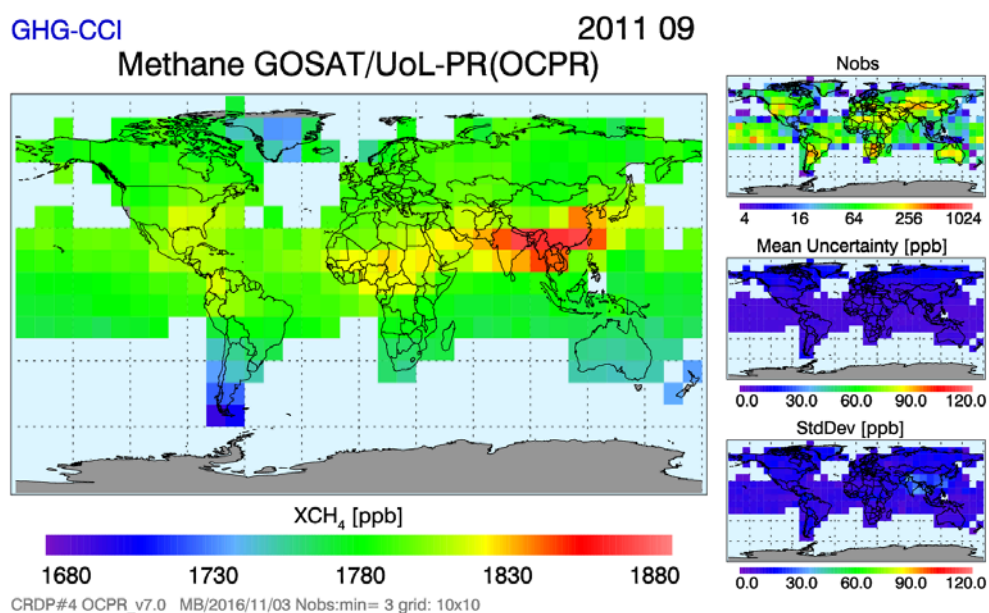 GHG-CCI
2011 09
Methane GOSAT/UoL-PR(OCPR)
XCH₄ [ppb]
1680 1730 1780 1830 1880
CRDP#4 OCPR_v7.0 MB/2016/11/03 Nobs:min= 3 grid: 10x10
Nobs
4 16 64 256 1024
Mean Uncertainty [ppb]
0.0 30.0 60.0 90.0 120.0
StdDev [ppb]
0.0 30.0 60.0 90.0 120.0